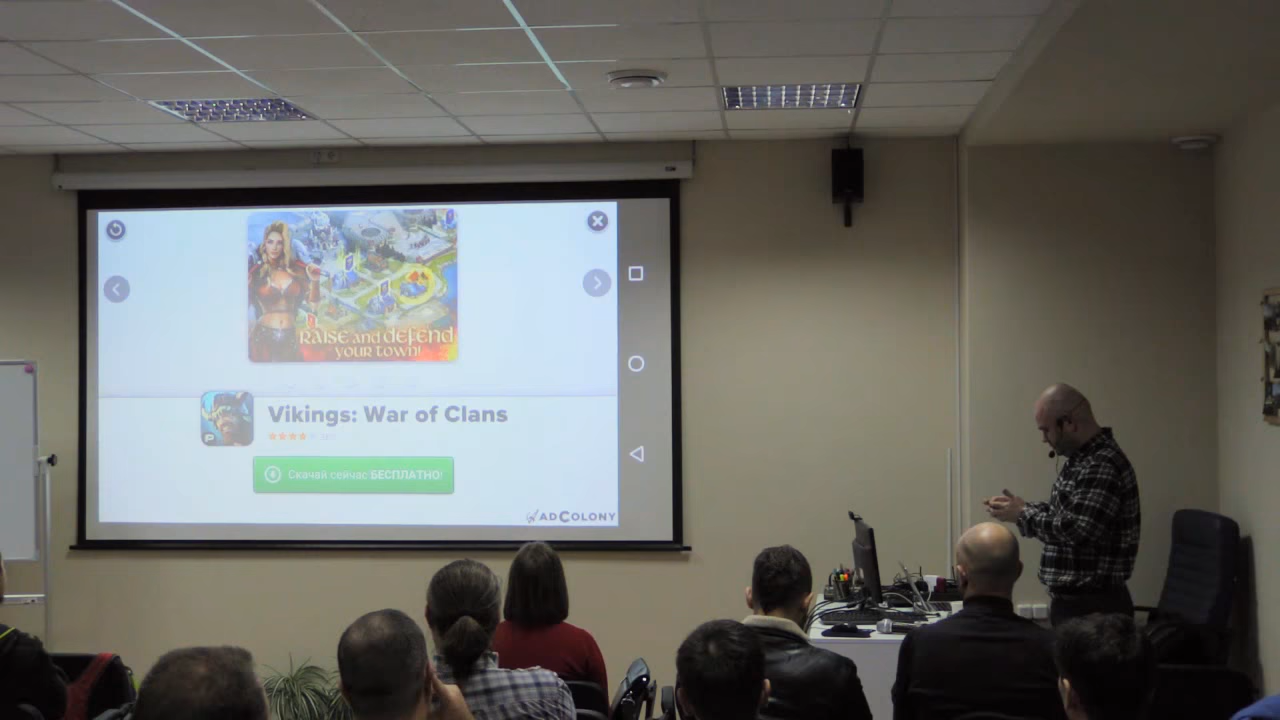 RAISE and DEFEND
YOUR TOWN!
Vikings: War of Clans
Скачай сейчас БЕСПЛАТНО!
ADCOLONY